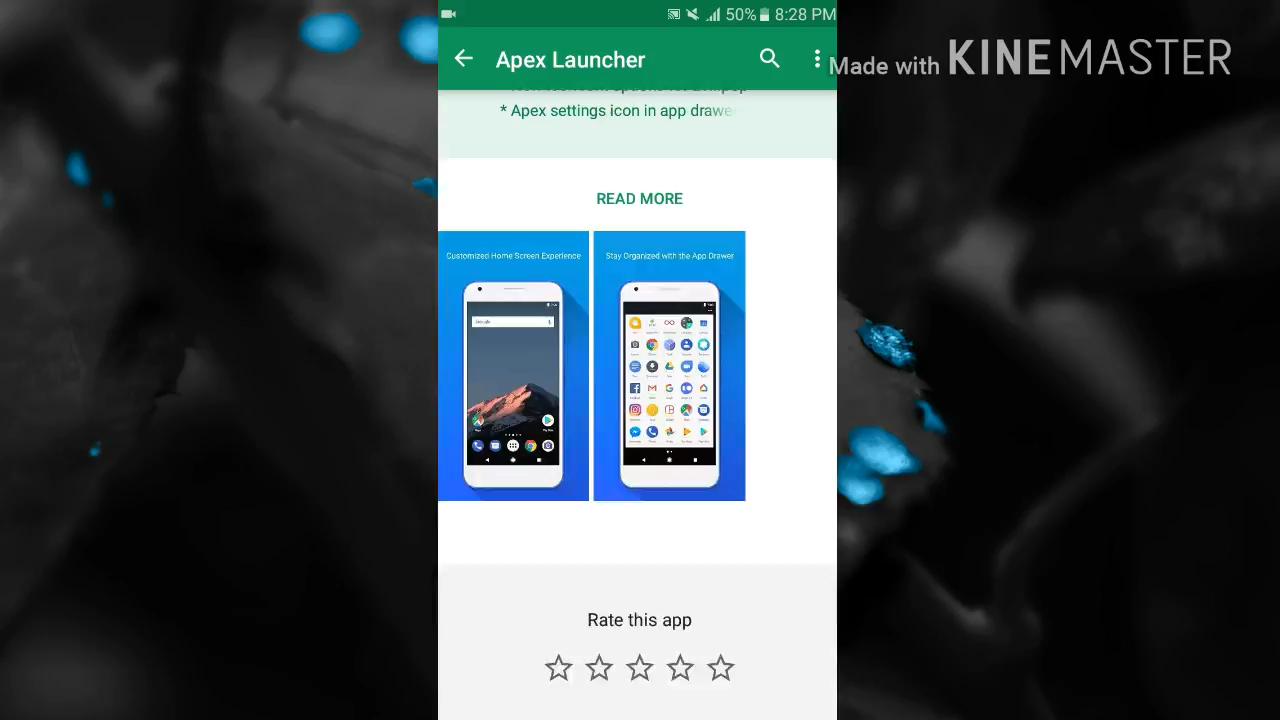 50% 8:28 PM
Apex Launcher
Made with KINEMASTER
* Apex settings icon in app drawe
READ MORE
Customized Home Screen Experience
Stay Organized with the App Drawer
Rate this app